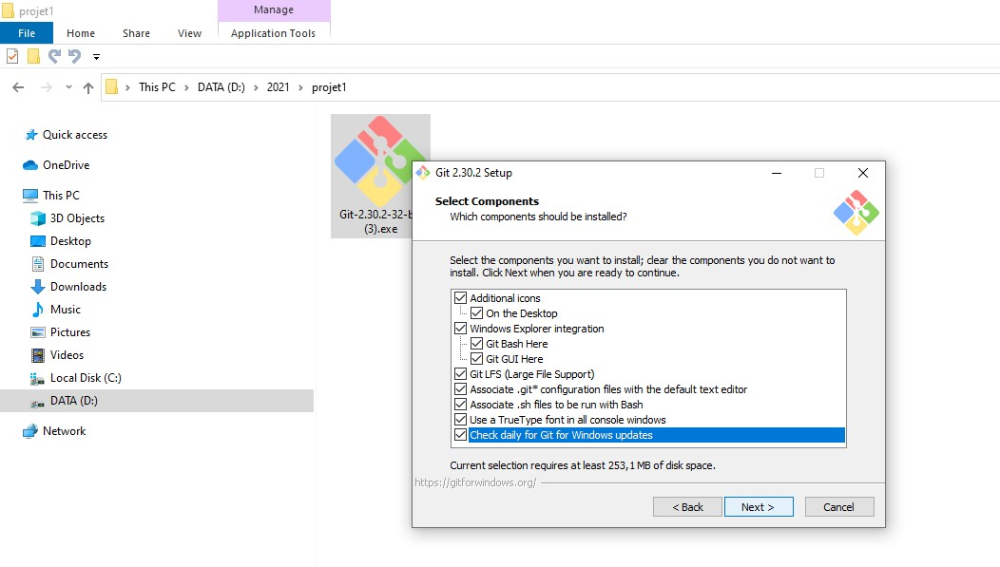 projet1
Manage
File
Home
Share
View
Application Tools
This PC
DATA (D:)
2021
projet1
Quick access
OneDrive
This PC
3D Objects
Desktop
Documents
Downloads
Music
Pictures
Videos
Local Disk (C:)
DATA (D:)
Network
Git-2.30.2-32-b
(3).exe
Git 2.30.2 Setup
Select Components
Which components should be installed?
Select the components you want to install; clear the components you do not want to
install. Click Next when you are ready to continue.
Additional icons
On the Desktop
Windows Explorer integration
Git Bash Here
Git GUI Here
Git LFS (Large File Support)
Associate .git* configuration files with the default text editor
Associate .sh files to be run with Bash
Use a TrueType font in all console windows
Check daily for Git for Windows updates
Current selection requires at least 253,1 MB of disk space.
https://gitforwindows.org/
< Back
Next >
Cancel